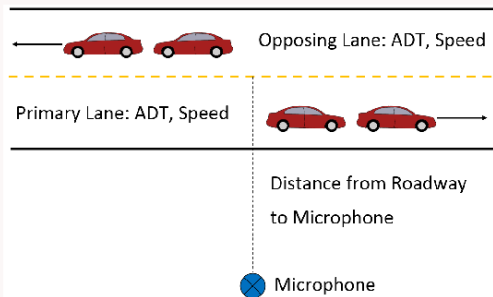 Opposing Lane: ADT, Speed
Primary Lane: ADT, Speed
Distance from Roadway
to Microphone
Microphone